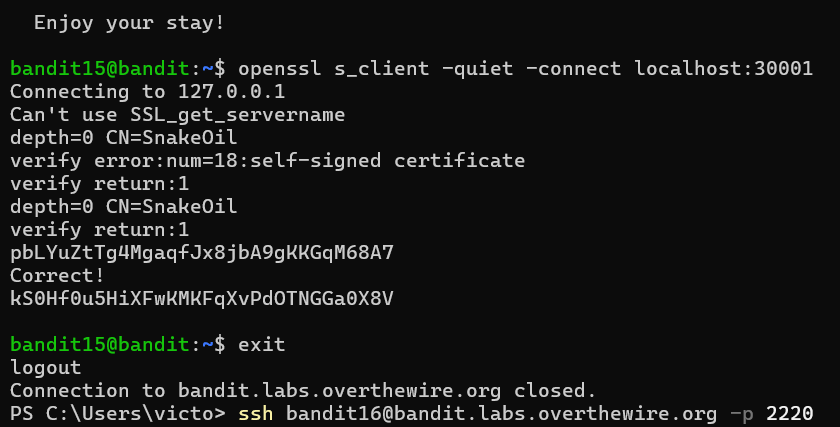 Enjoy your stay!
bandit15@bandit:~$ openssl s_client -quiet -connect localhost:30001
Connecting to 127.0.0.1
Can't use SSL_get_servername
depth=0 CN=SnakeOil
verify error:num=18:self-signed certificate
verify return:1
depth=0 CN=SnakeOil
verify return:1
pbLYuZtTg4MgaqfJx8jbA9gKKGqM68A7
Correct!
kS0Hf0u5HiXFwKMKFqXvPdOTNGGa0X8V
bandit15@bandit:~$ exit
logout
Connection to bandit.labs.overthewire.org closed.
PS C:\Users\victo> ssh bandit16@bandit.labs.overthewire.org -p 2220